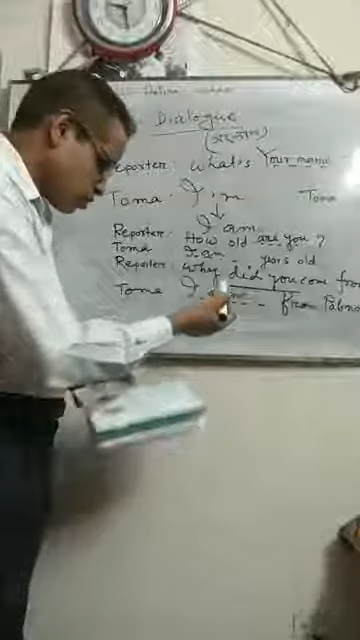 Dialogue
(সংলাপ)
Reporter: what's Your name
Toma . I'm Toma
I am
Reporter: How old are you ?
Toma I an - years old
Reporter: why did you come from
Toma I - - from Pabna